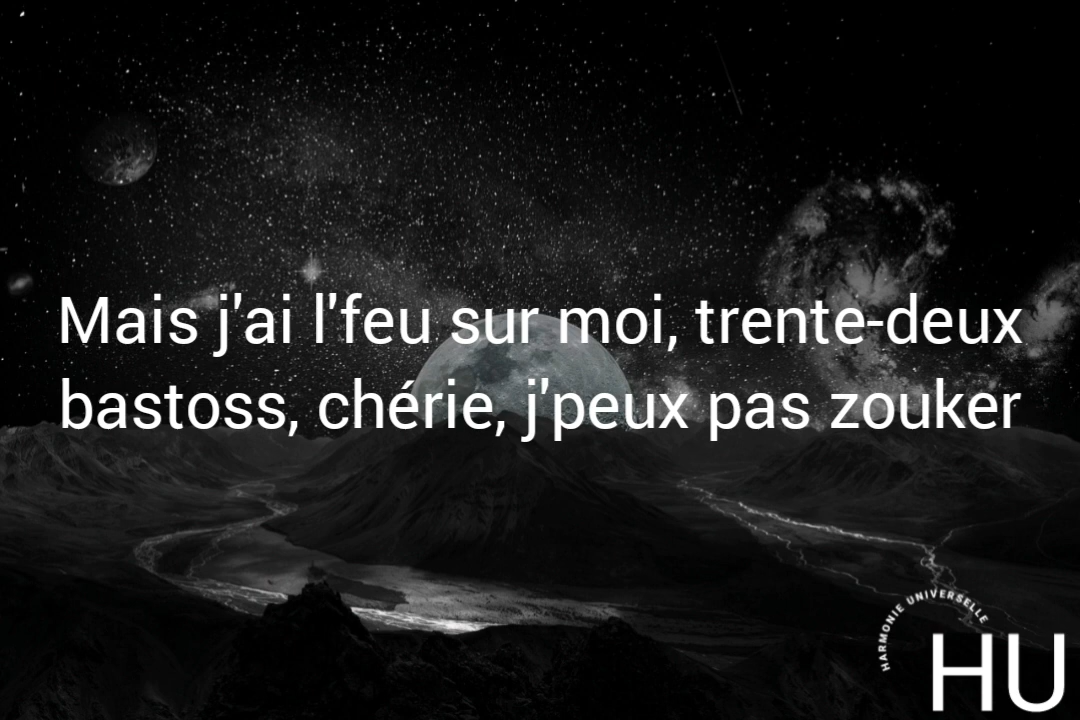 Mais j'ai l'feu sur moi, trente-deux
bastoss, chérie, j'peux pas zouker
HARMONIE UNIVERSELLE
HU